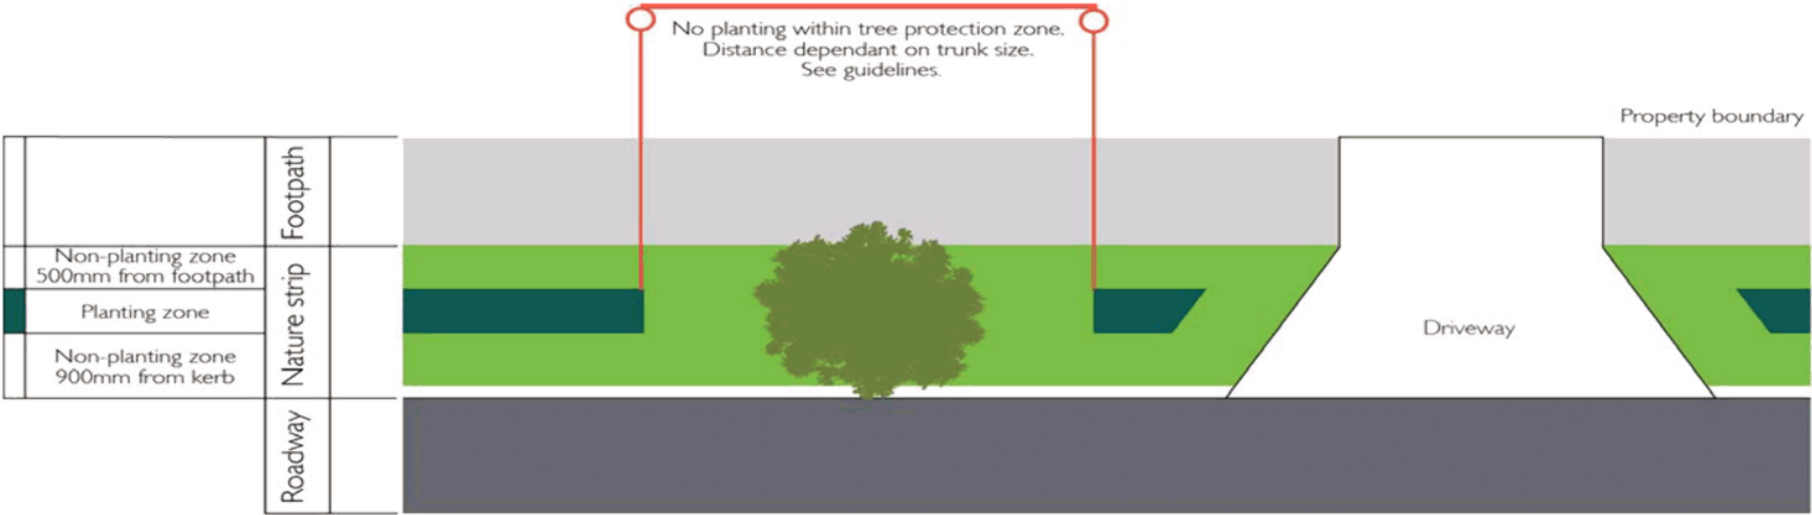 No planting within tree protection zone.
Distance dependant on trunk size.
See guidelines.
Property boundary
Footpath
Non-planting zone
500mm from footpath
Planting zone
Nature strip
Non-planting zone
900mm from kerb
Driveway
Roadway